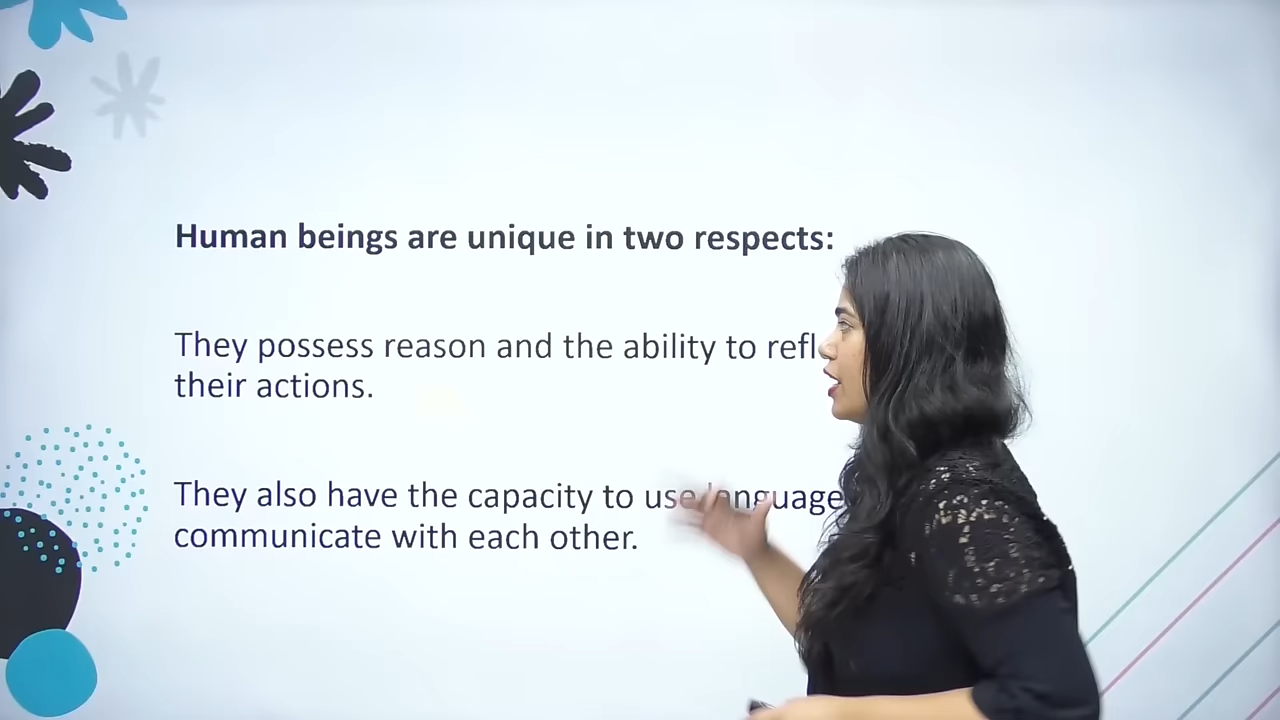 Human beings are unique in two respects:
They possess reason and the ability to
their actions.
They also have the capacity to use language
communicate with each other.